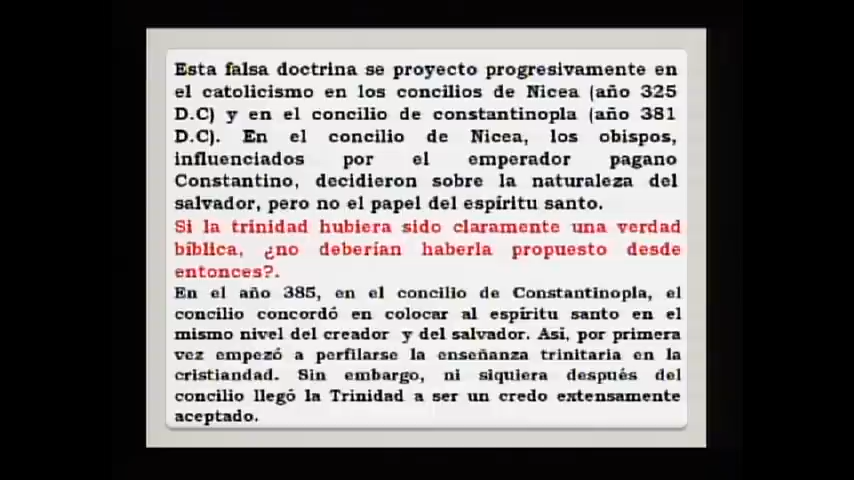 Esta falsa doctrina se proyecto progresivamente en
el catolicismo en los concilios de Nicea (año 325
D.C) y en el concilio de constantinopla (año 381
D.C). En el concilio de Nicea, los obispos,
influenciados por el emperador pagano
Constantino, decidieron sobre la naturaleza del
salvador, pero no el papel del espíritu santo.
Si la trinidad hubiera sido claramente una verdad
bíblica, ¿no deberían haberla propuesto desde
entonces?.
En el año 385, en el concilio de Constantinopla, el
concilio concordó en colocar al espíritu santo en el
mismo nivel del creador y del salvador. Así, por primera
vez empezó a perfilarse la enseñanza trinitaria en la
cristiandad. Sin embargo, ni siquiera después del
concilio llegó la Trinidad a ser un credo extensamente
aceptado.